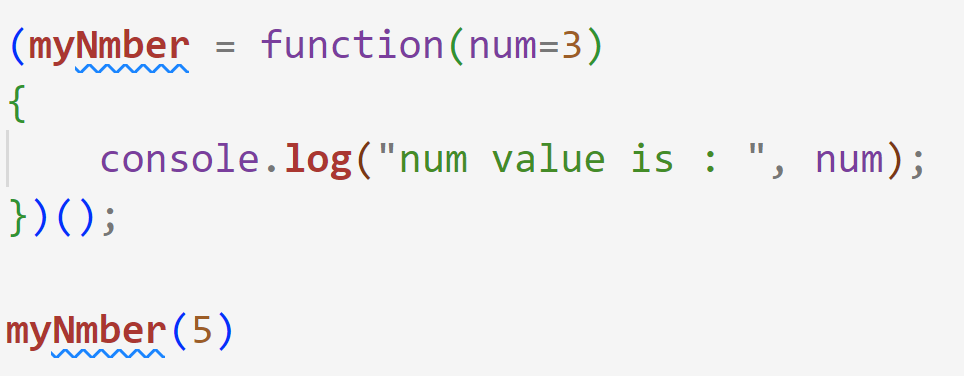 (myNmber = function(num=3)
{
    console.log("num value is : ", num);
})();
myNmber(5)